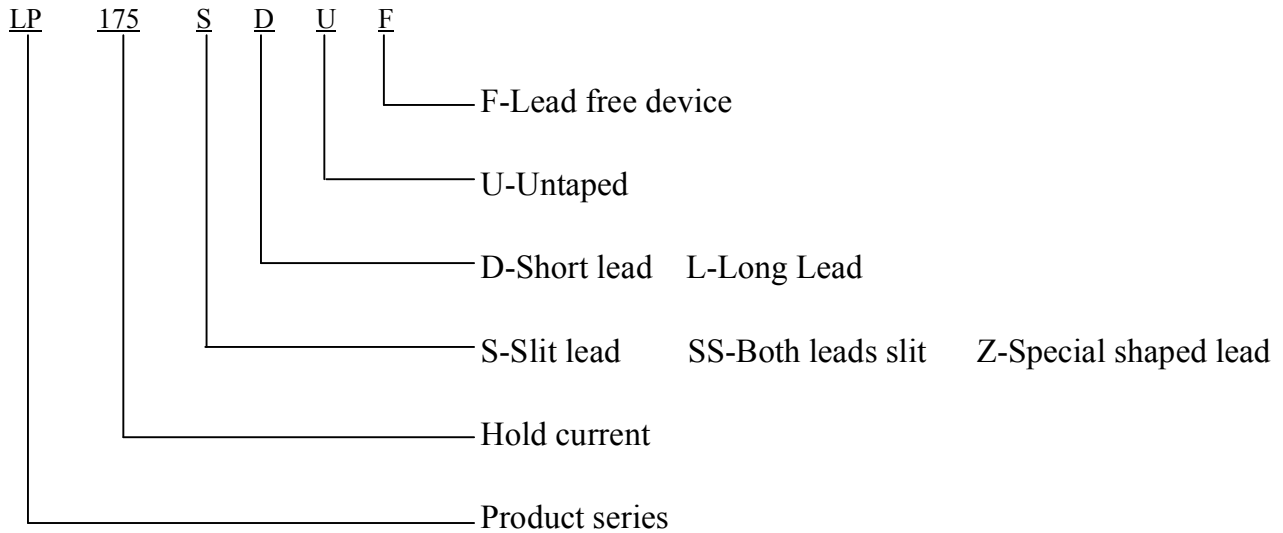 LP 175 S D U F
F-Lead free device
U-Untaped
D-Short lead L-Long Lead
S-Slit lead SS-Both leads slit Z-Special shaped lead
Hold current
Product series